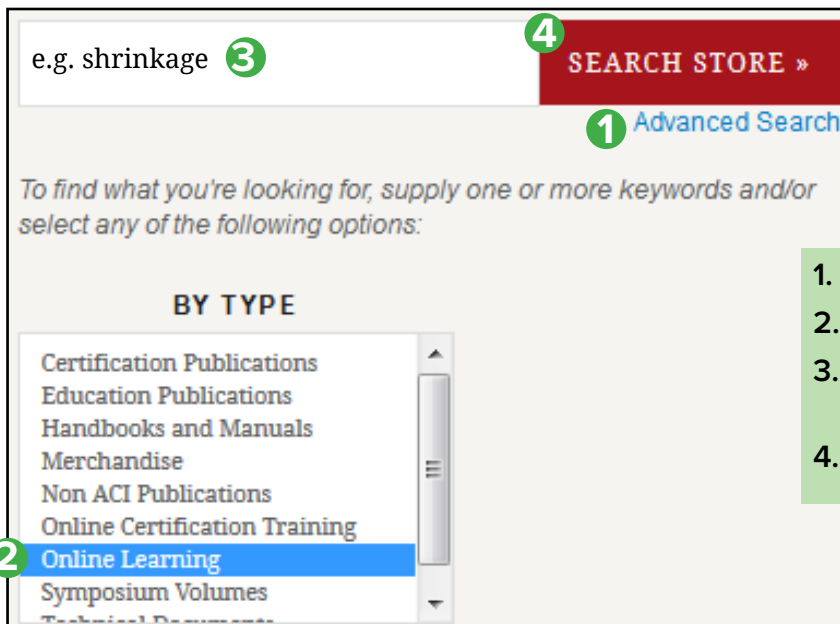 e.g. shrinkage 3
4 SEARCH STORE »
1 Advanced Search
To find what you're looking for, supply one or more keywords and/or
select any of the following options:
BY TYPE
1.
2.
3.
4.
Certification Publications
Education Publications
Handbooks and Manuals
Merchandise
Non ACI Publications
Online Certification Training
2 Online Learning
Symposium Volumes